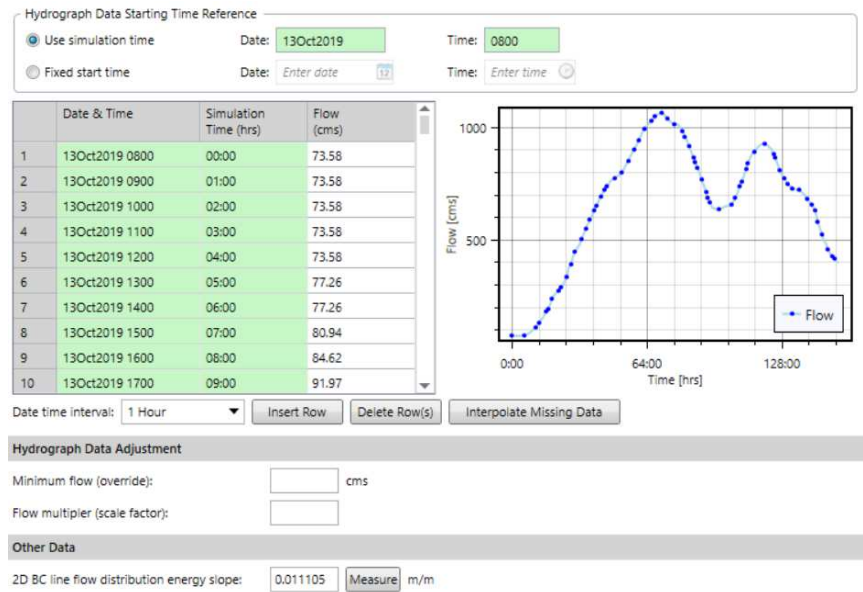 Hydrograph Data Starting Time Reference
Use simulation time Date: 13Oct2019 Time: 0800
Fixed start time Date: Enter date 12 Time: Enter time
Date & Time Simulation Time (hrs) Flow (cms)
1 13Oct2019 0800 00:00 73.58
2 13Oct2019 0900 01:00 73.58
3 13Oct2019 1000 02:00 73.58
4 13Oct2019 1100 03:00 73.58
5 13Oct2019 1200 04:00 73.58
6 13Oct2019 1300 05:00 77.26
7 13Oct2019 1400 06:00 77.26
8 13Oct2019 1500 07:00 80.94
9 13Oct2019 1600 08:00 84.62
10 13Oct2019 1700 09:00 91.97
1000
500
Flow [cms]
Flow
0:00 64:00 128:00
Time [hrs]
Date time interval: 1 Hour Insert Row Delete Row(s) Interpolate Missing Data
Hydrograph Data Adjustment
Minimum flow (override): cms
Flow multipler (scale factor):
Other Data
2D BC line flow distribution energy slope: 0.011105 Measure m/m